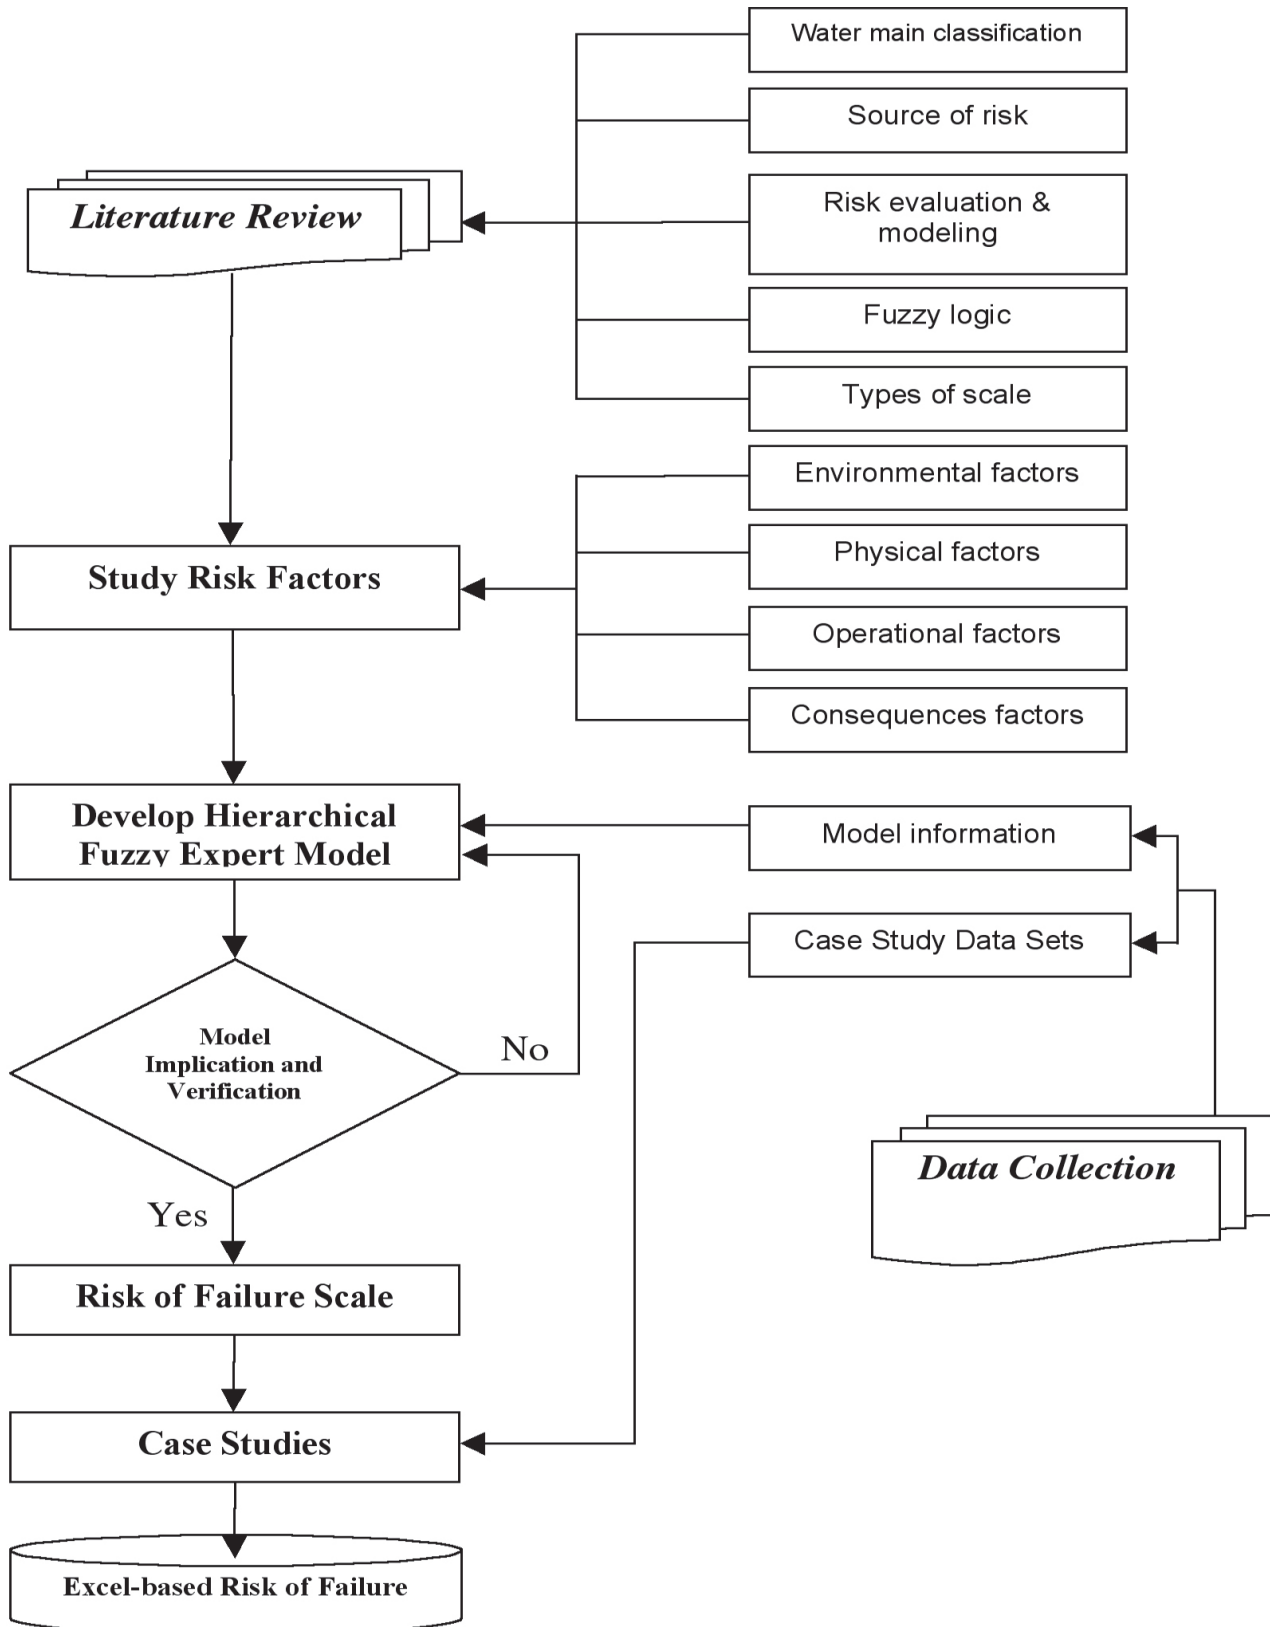 Water main classification
Source of risk
Literature Review
Risk evaluation &
modeling
Fuzzy logic
Types of scale
Environmental factors
Study Risk Factors
Physical factors
Operational factors
Consequences factors
Develop Hierarchical
Fuzzy Expert Model
Model information
Case Study Data Sets
Model
Implication and
Verification
No
Data Collection
Yes
Risk of Failure Scale
Case Studies
Excel-based Risk of Failure